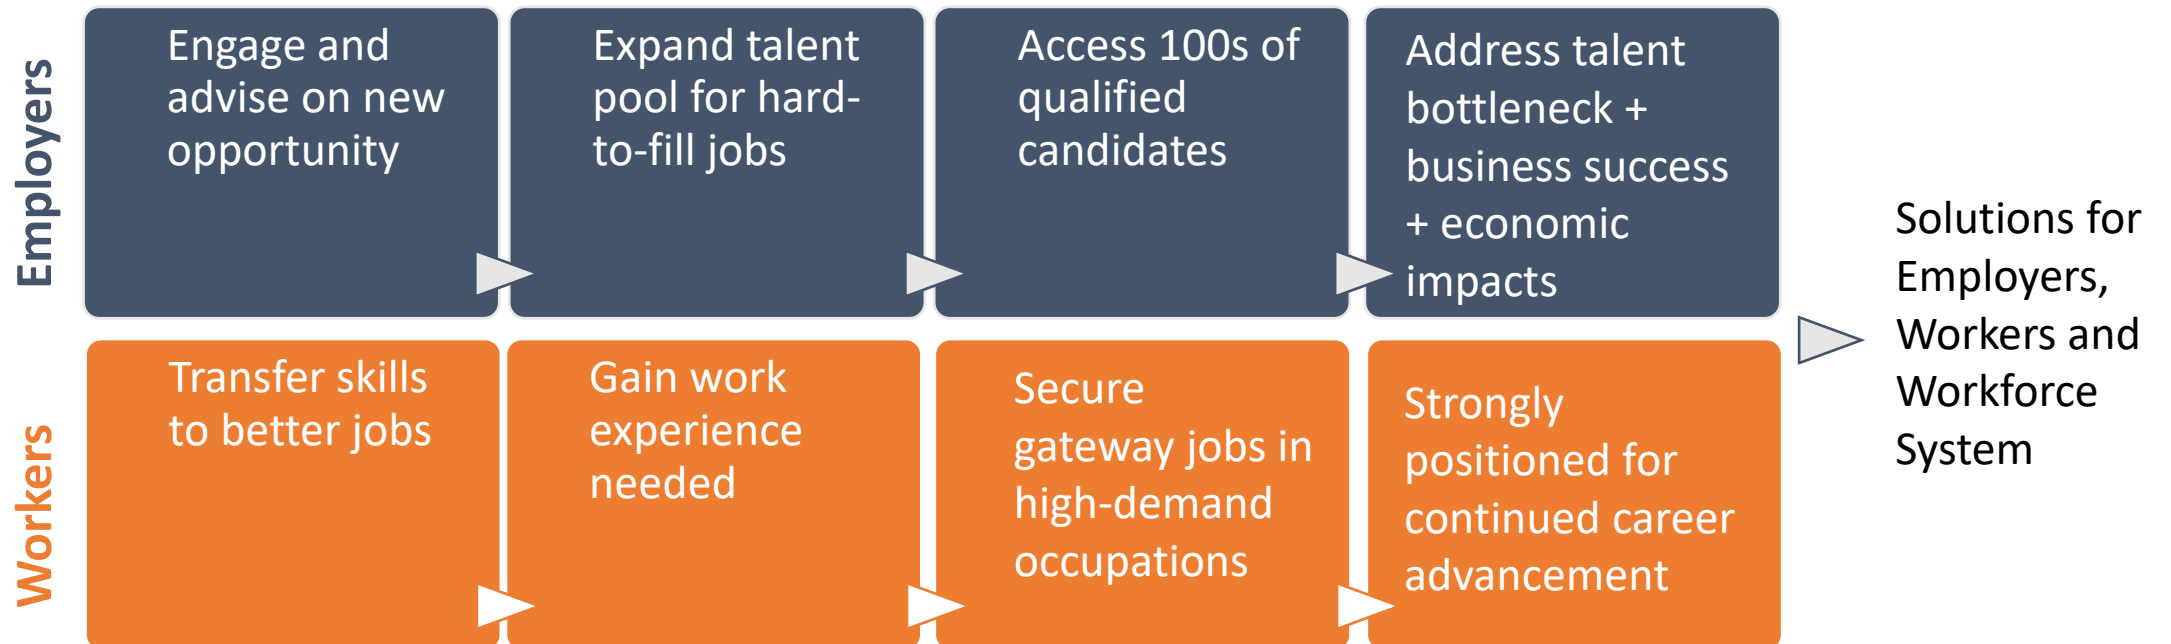 Employers
Engage and
advise on new
opportunity
Expand talent
pool for hard-
to-fill jobs
Access 100s of
qualified
candidates
Address talent
bottleneck +
business success
+ economic
impacts
Workers
Transfer skills
to better jobs
Gain work
experience
needed
Secure
gateway jobs in
high-demand
occupations
Strongly
positioned for
continued career
advancement
Solutions for
Employers,
Workers and
Workforce
System